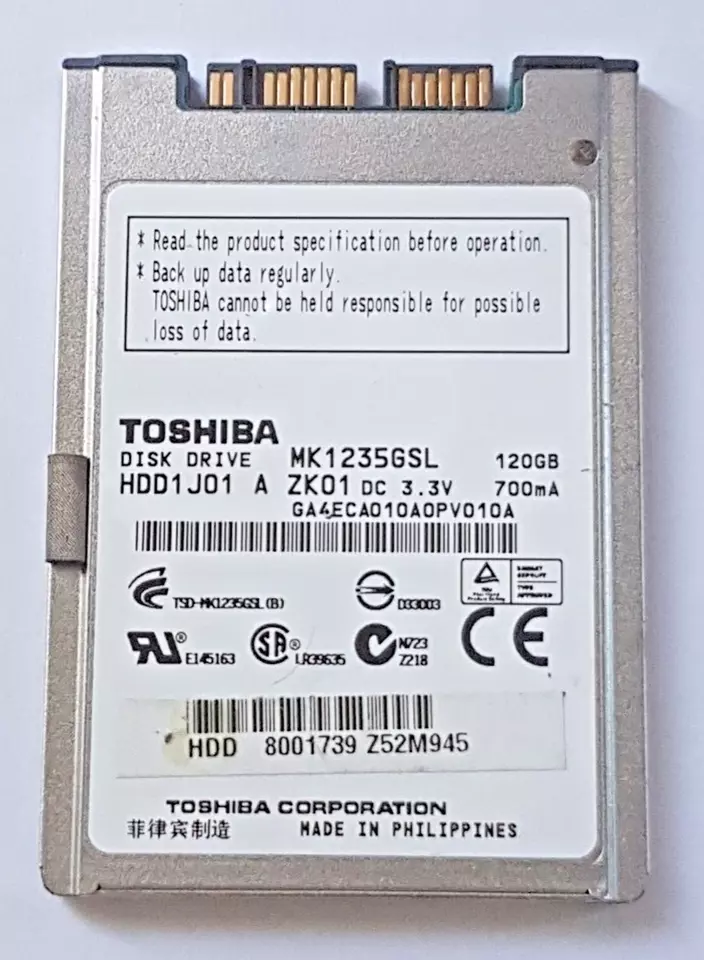 * Read the product specification before operation.
* Back up data regularly.
TOSHIBA cannot be held responsible for possible
loss of data.
TOSHIBA
DISK DRIVE MK1235GSL 120GB
HDD1J01 A ZK01 DC 3.3V 700mA
GA4ECA010A0PV010A
TSD-MK1235GSL(B) D33003
E145163 SA ® LR39635 N723
Z218 CE
HDD 8001739 Z52M945
TOSHIBA CORPORATION
菲律宾制造 MADE IN PHILIPPINES